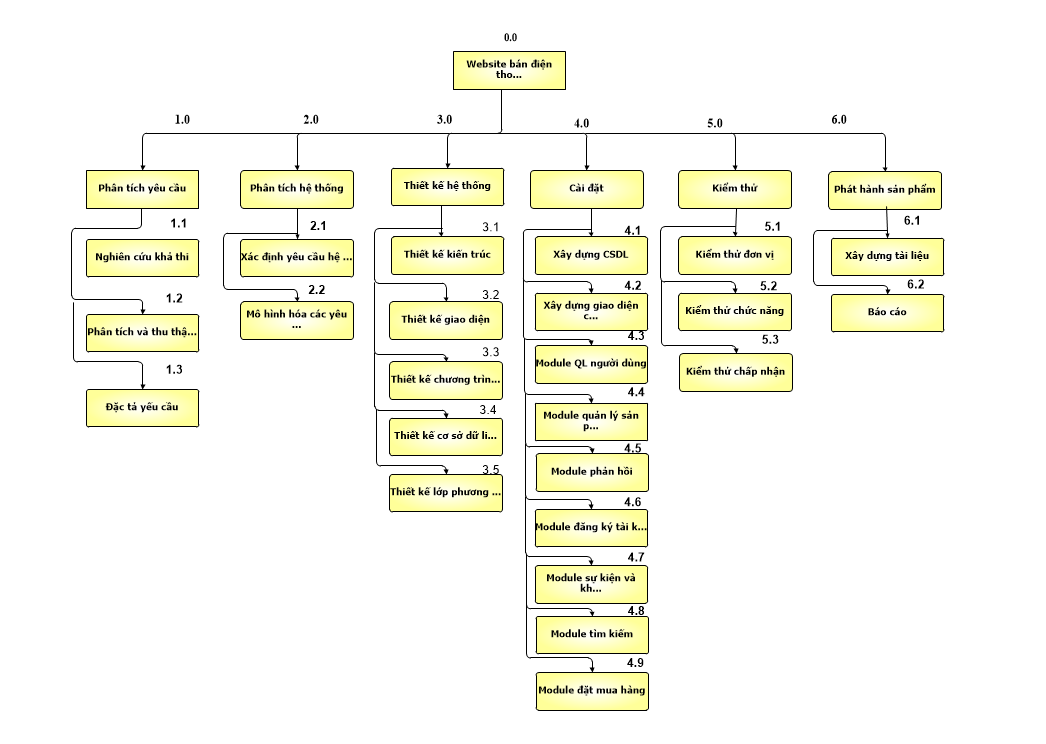 0.0
Website bán điện
tho...
1.0
2.0
3.0
4.0
5.0
6.0
Phân tích yêu cầu
1.1
Nghiên cứu khả thi
1.2
Phân tích và thu thậ...
1.3
Đặc tả yếu cầu
Phân tích hệ thống
2.1
Xác định yêu cầu hệ ...
2.2
Mô hình hóa các yêu
...
Thiết kế hệ thống
3.1
Thiết kế kiến trúc
3.2
Thiết kế giao diện
3.3
Thiết kế chương trìn...
3.4
Thiết kế cơ sở dữ li...
3.5
Thiết kế lớp phương ...
Cài đặt
4.1
Xây dựng CSDL
4.2
Xây dựng giao diện
c...
4.3
Module QL người dùng
4.4
Module quản lý sản
p...
4.5
Module phản hồi
4.6
Module đăng ký tài k...
4.7
Module sự kiện và
kh...
4.8
Module tìm kiếm
4.9
Module đặt mua hàng
Kiểm thử
5.1
Kiểm thử đơn vị
5.2
Kiểm thử chức năng
5.3
Kiểm thử chấp nhận
Phát hành sản phẩm
6.1
Xây dựng tài liệu
6.2
Báo cáo